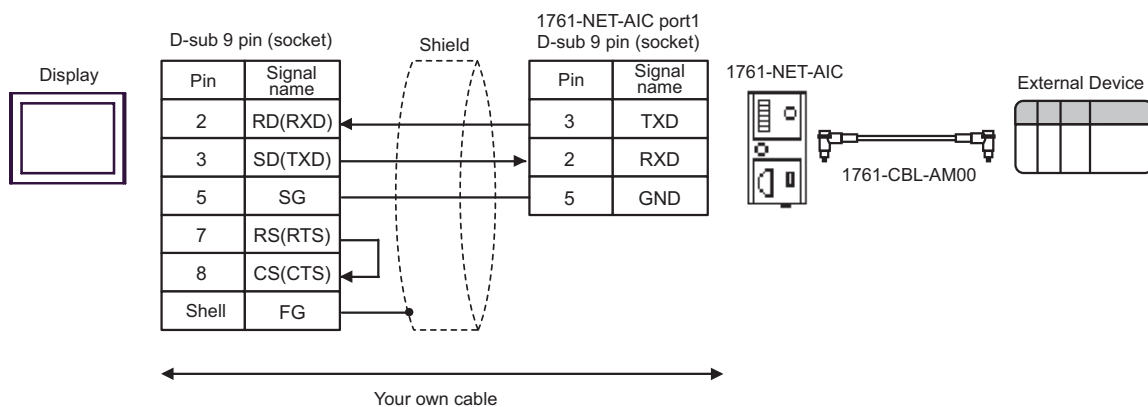 Display
D-sub 9 pin (socket)
Pin Signal name
2 RD(RXD)
3 SD(TXD)
5 SG
7 RS(RTS)
8 CS(CTS)
Shell FG
Shield
1761-NET-AIC port1
D-sub 9 pin (socket)
Pin Signal name
3 TXD
2 RXD
5 GND
1761-NET-AIC
1761-CBL-AM00
External Device
Your own cable